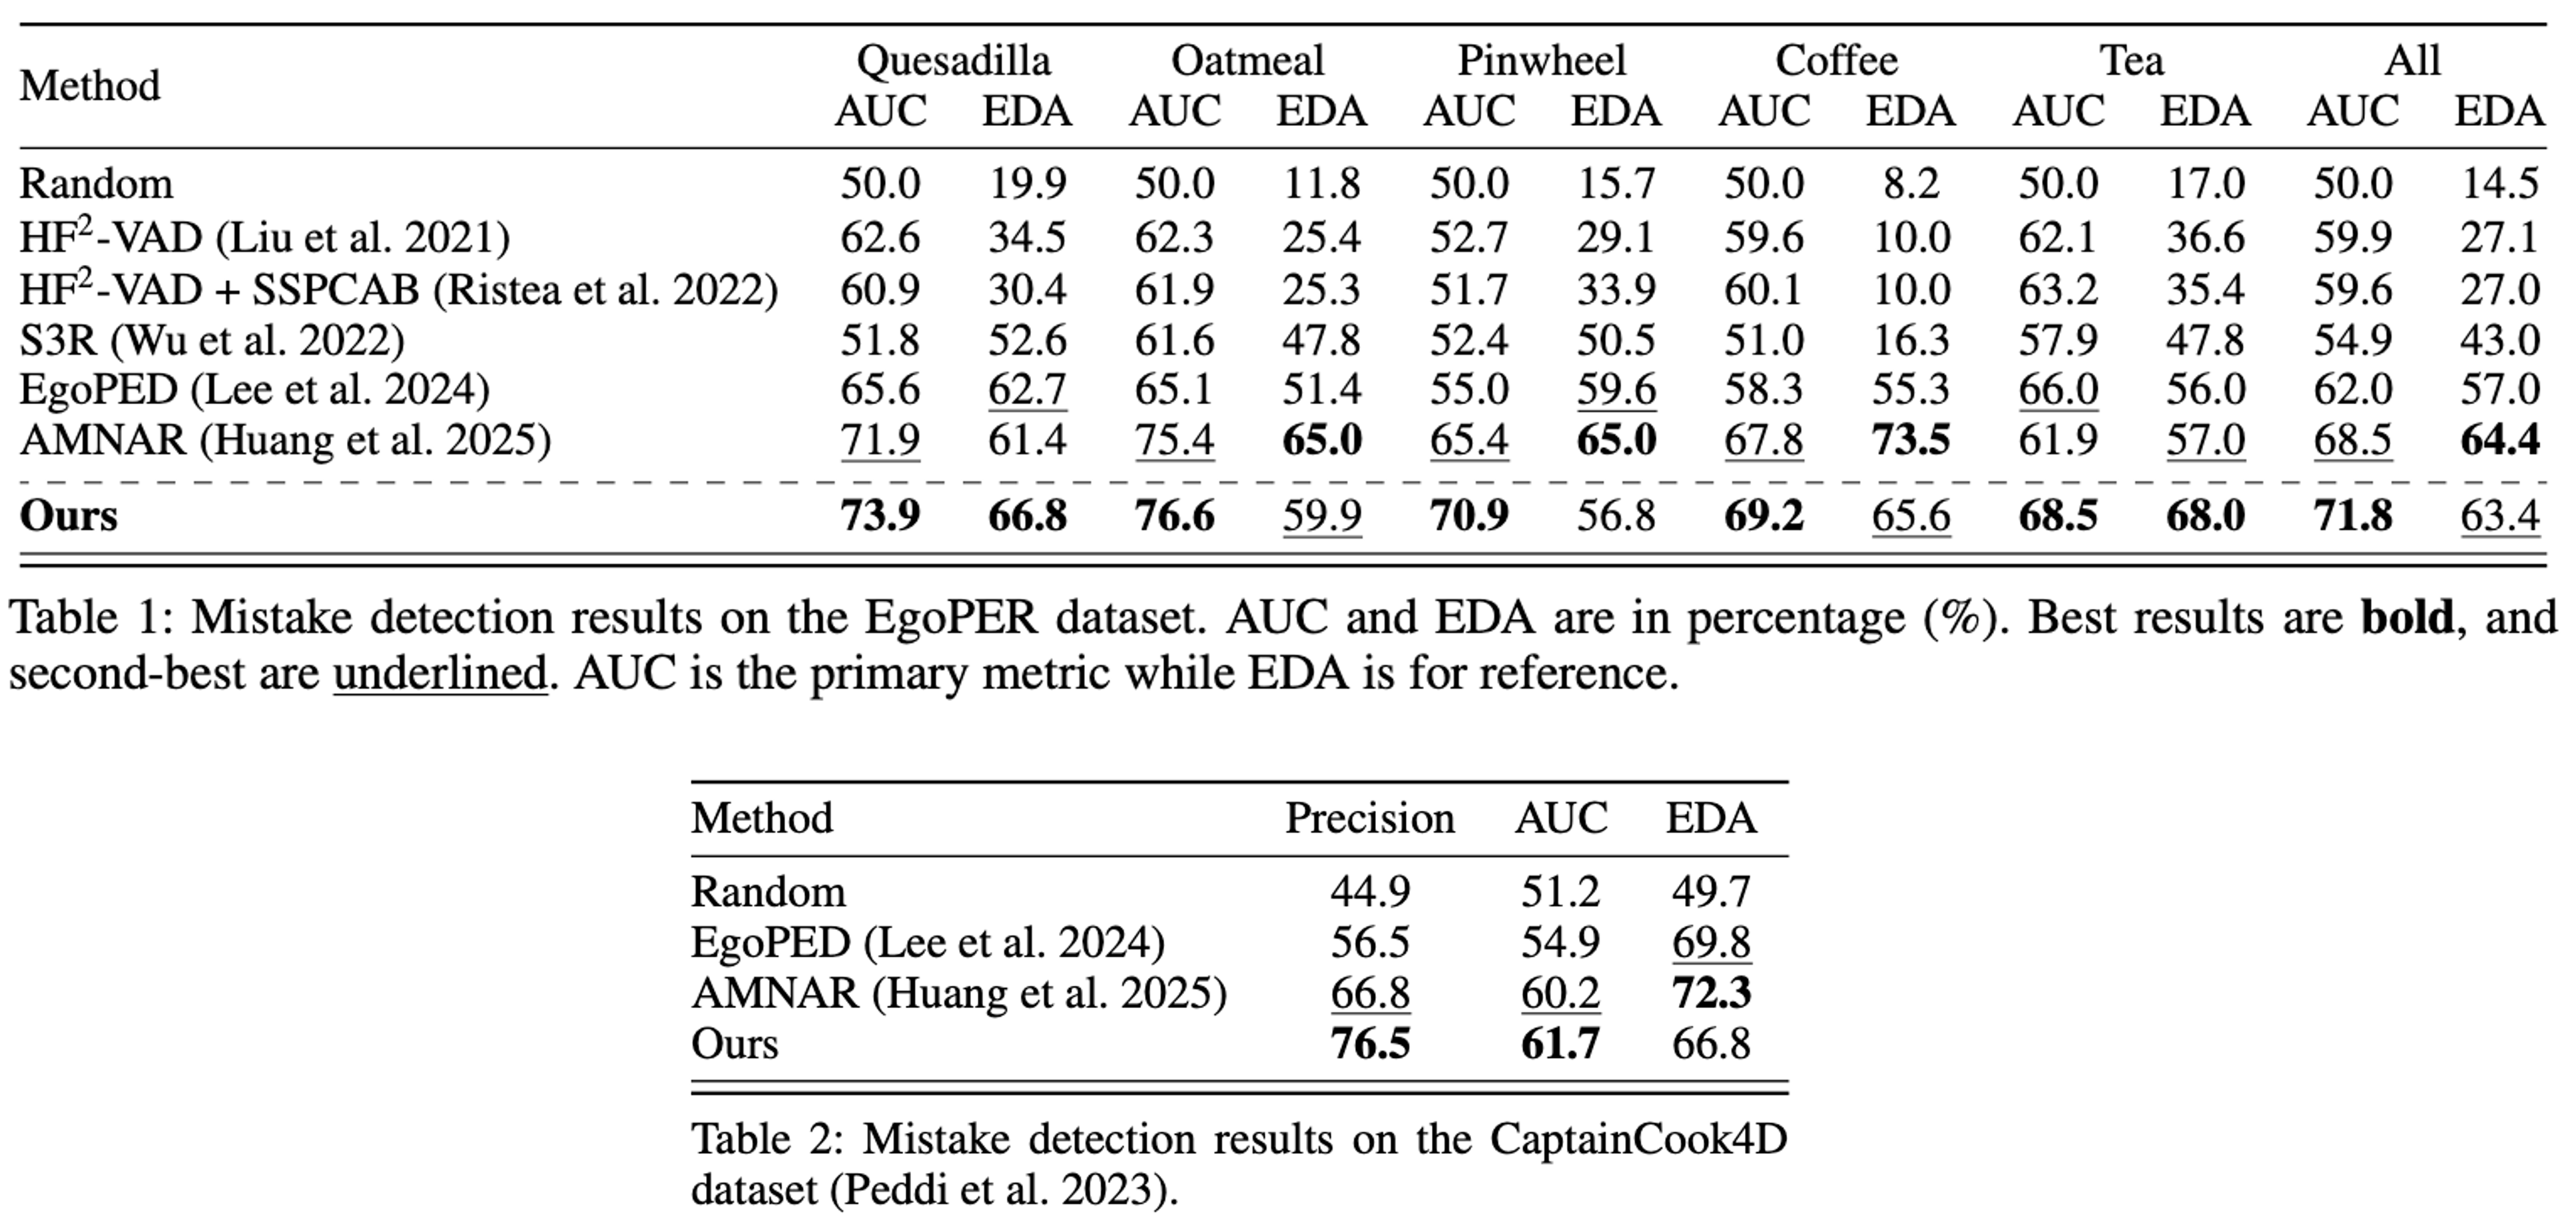 Method Quesadilla Oatmeal Pinwheel Coffee Tea All
AUC EDA AUC EDA AUC EDA AUC EDA AUC EDA AUC EDA
Random 50.0 19.9 50.0 11.8 50.0 15.7 50.0 8.2 50.0 17.0 50.0 14.5
HF²-VAD (Liu et al. 2021) 62.6 34.5 62.3 25.4 52.7 29.1 59.6 10.0 62.1 36.6 59.9 27.1
HF²-VAD + SSPCAB (Ristea et al. 2022) 60.9 30.4 61.9 25.3 51.7 33.9 60.1 10.0 63.2 35.4 59.6 27.0
S3R (Wu et al. 2022) 51.8 52.6 61.6 47.8 52.4 50.5 51.0 16.3 57.9 47.8 54.9 43.0
EgoPED (Lee et al. 2024) 65.6 62.7 65.1 51.4 55.0 59.6 58.3 55.3 66.0 56.0 62.0 57.0
AMNAR (Huang et al. 2025) 71.9 61.4 75.4 65.0 65.4 65.0 67.8 73.5 61.9 57.0 68.5 64.4
Ours 73.9 66.8 76.6 59.9 70.9 56.8 69.2 65.6 68.5 68.0 71.8 63.4
Table 1: Mistake detection results on the EgoPER dataset. AUC and EDA are in percentage (%). Best results are bold, and
second-best are underlined. AUC is the primary metric while EDA is for reference.
Method Precision AUC EDA
Random 44.9 51.2 49.7
EgoPED (Lee et al. 2024) 56.5 54.9 69.8
AMNAR (Huang et al. 2025) 66.8 60.2 72.3
Ours 76.5 61.7 66.8
Table 2: Mistake detection results on the CaptainCook4D
dataset (Peddi et al. 2023).